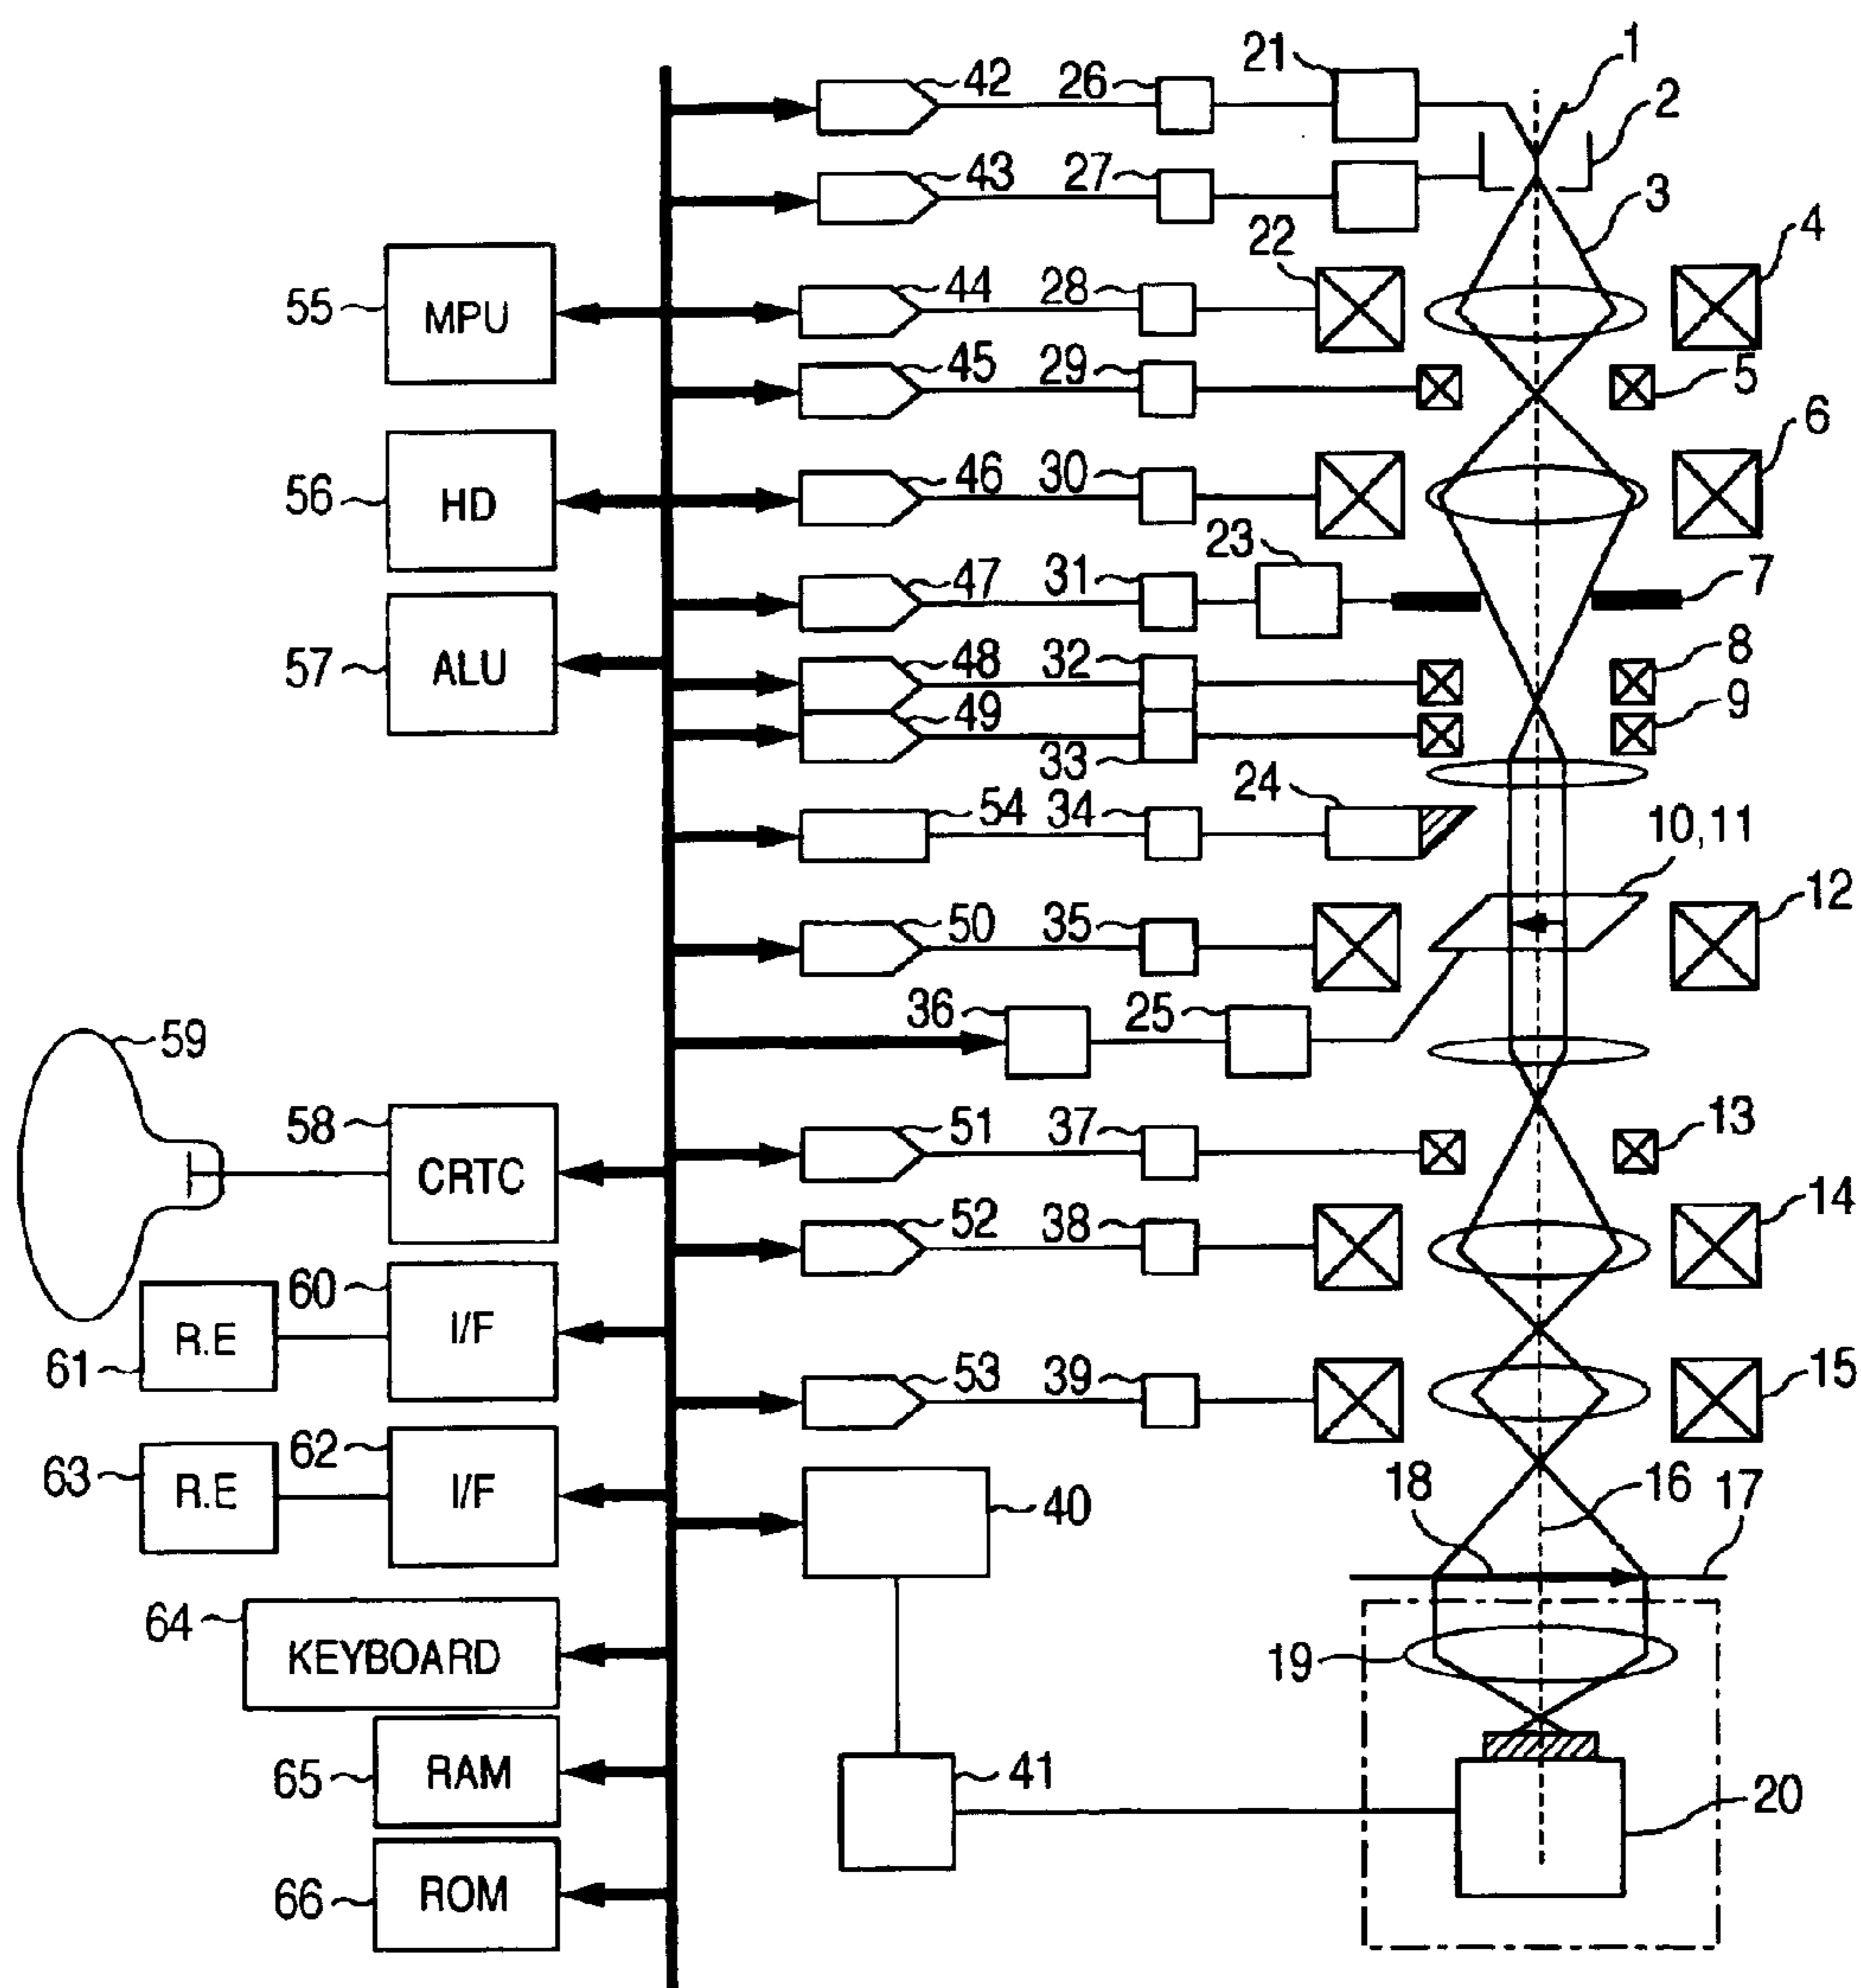 42 26 21 1
2
43 27
3
22 4
44 28
55 MPU
45 29 5
6
56 HD 46 30
23
47 31 7
57 ALU 48 32 8
49 9
33
54 34 24 10,11
50 35 12
36 25
59
58 CRTC 51 37 13
52 38 14
60 I/F
61 R.E
53 39 15
63 R.E 62 I/F
40 18 16 17
64 KEYBOARD
19
65 RAM 41 20
66 ROM